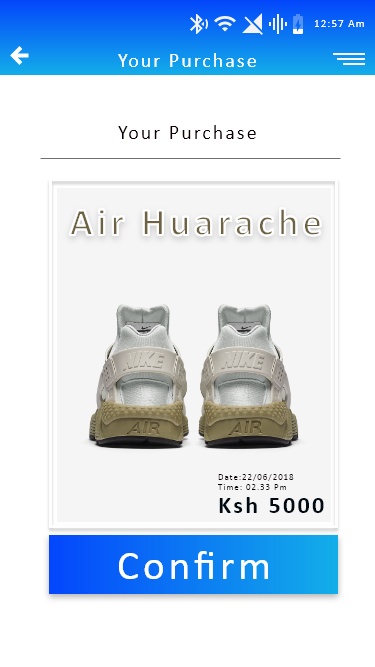 12:57 Am
Your Purchase
Your Purchase
Air Huarache
NIKE NIKE
AIR AIR
Date:22/06/2018
Time: 02.33 Pm
Ksh 5000
Confirm